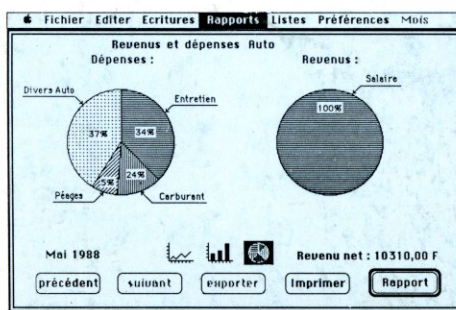 Fichier Editer Ecritures Rapports Listes Préférences Mois
Revenus et dépenses Auto
Dépenses : Revenus :
Divers Auto
Entretien
Salaire
37%
34%
100%
5%
24%
Péages
Carburant
Mai 1988
Revenu net : 10310,00 F
précédent suivant exporter Imprimer Rapport